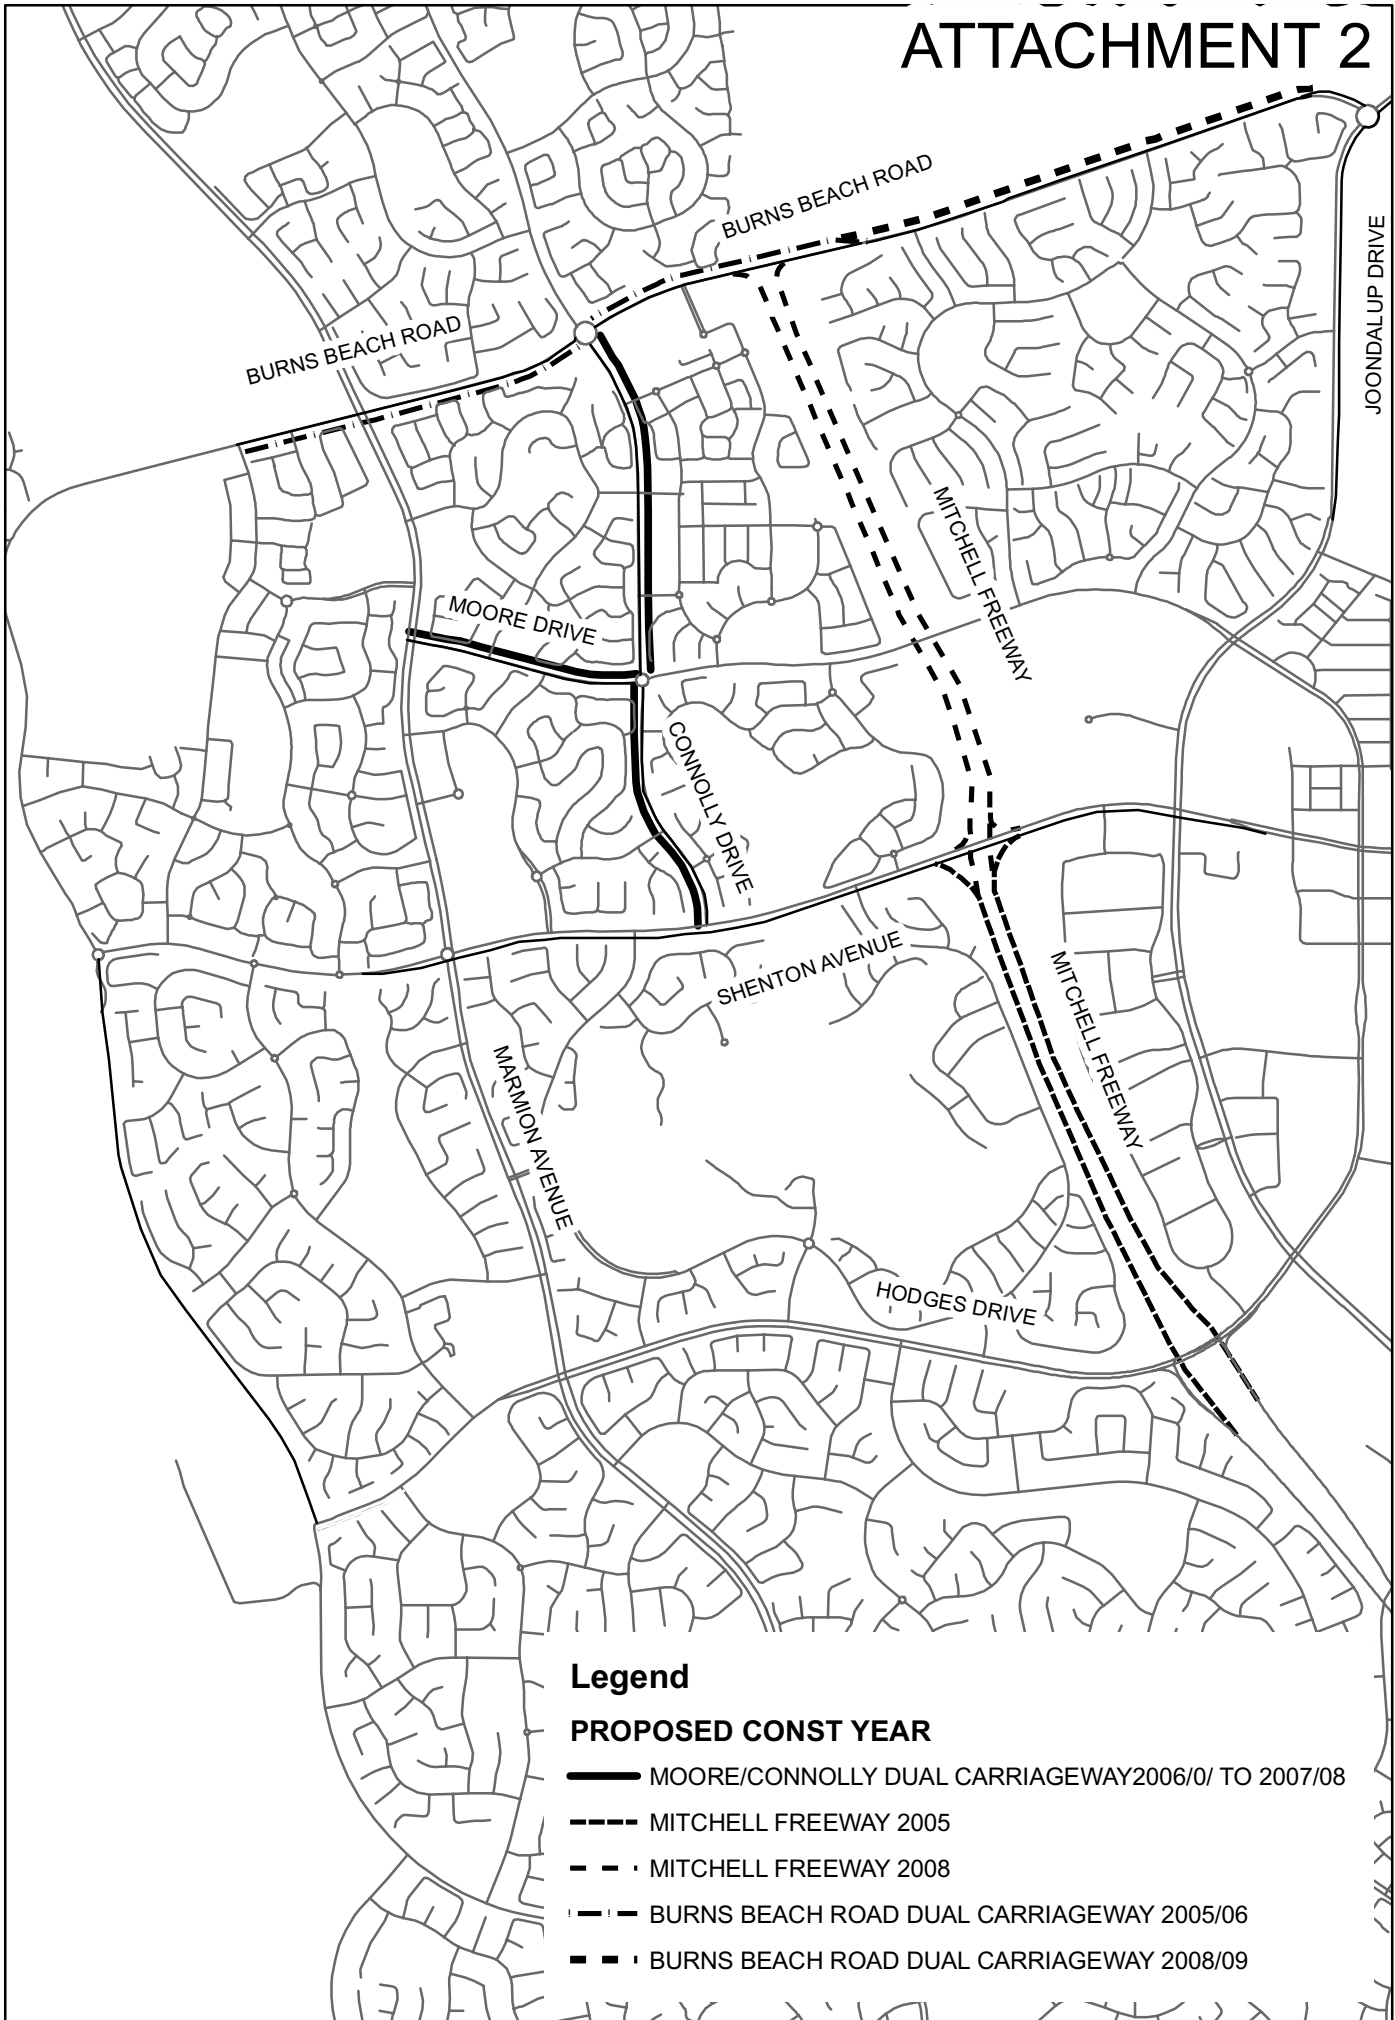 ATTACHMENT 2
BURNS BEACH ROAD
JOONDALUP DRIVE
BURNS BEACH ROAD
MITCHELL FREEWAY
MOORE DRIVE
CONNOLLY DRIVE
SHENTON AVENUE
MITCHELL FREEWAY
MARMION AVENUE
HODGES DRIVE
Legend
PROPOSED CONST YEAR
MOORE/CONNOLLY DUAL CARRIAGEWAY2006/0/ TO 2007/08
MITCHELL FREEWAY 2005
MITCHELL FREEWAY 2008
BURNS BEACH ROAD DUAL CARRIAGEWAY 2005/06
BURNS BEACH ROAD DUAL CARRIAGEWAY 2008/09